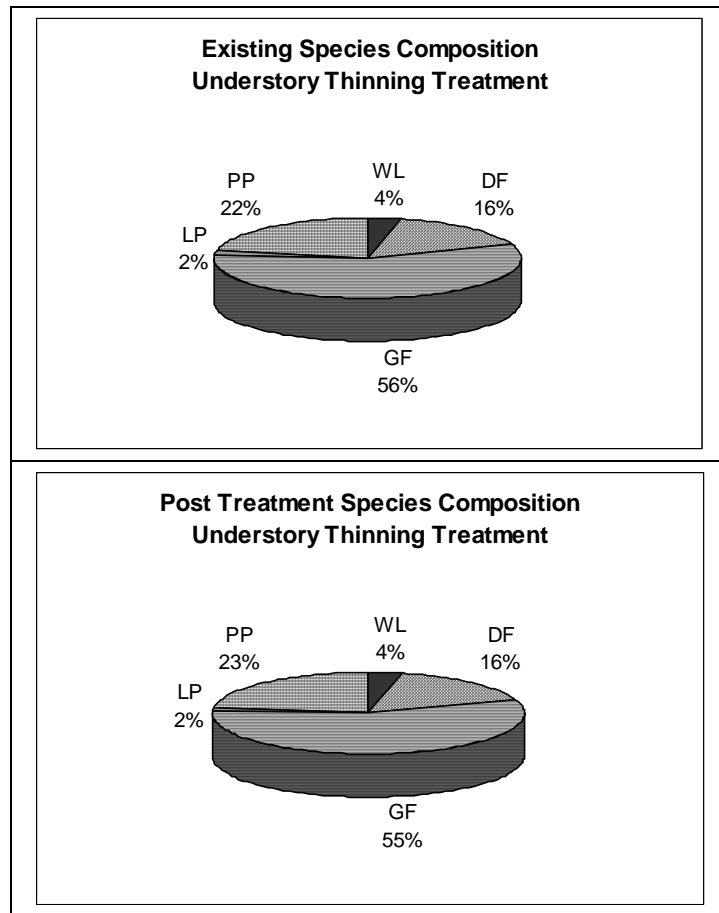 Existing Species Composition
Understory Thinning Treatment
WL
4%
DF
16%
GF
56%
LP
2%
PP
22%
Post Treatment Species Composition
Understory Thinning Treatment
WL
4%
DF
16%
GF
55%
LP
2%
PP
23%